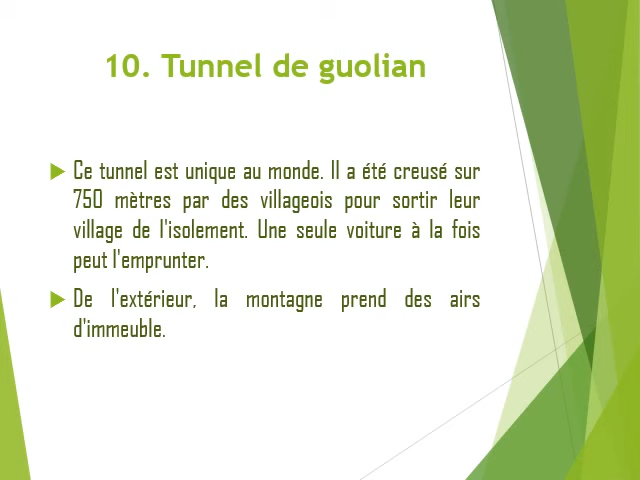 10. Tunnel de guolian
Ce tunnel est unique au monde. Il a été creusé sur
750 mètres par des villageois pour sortir leur
village de l'isolement. Une seule voiture à la fois
peut l'emprunter.
De l'extérieur, la montagne prend des airs
d'immeuble.